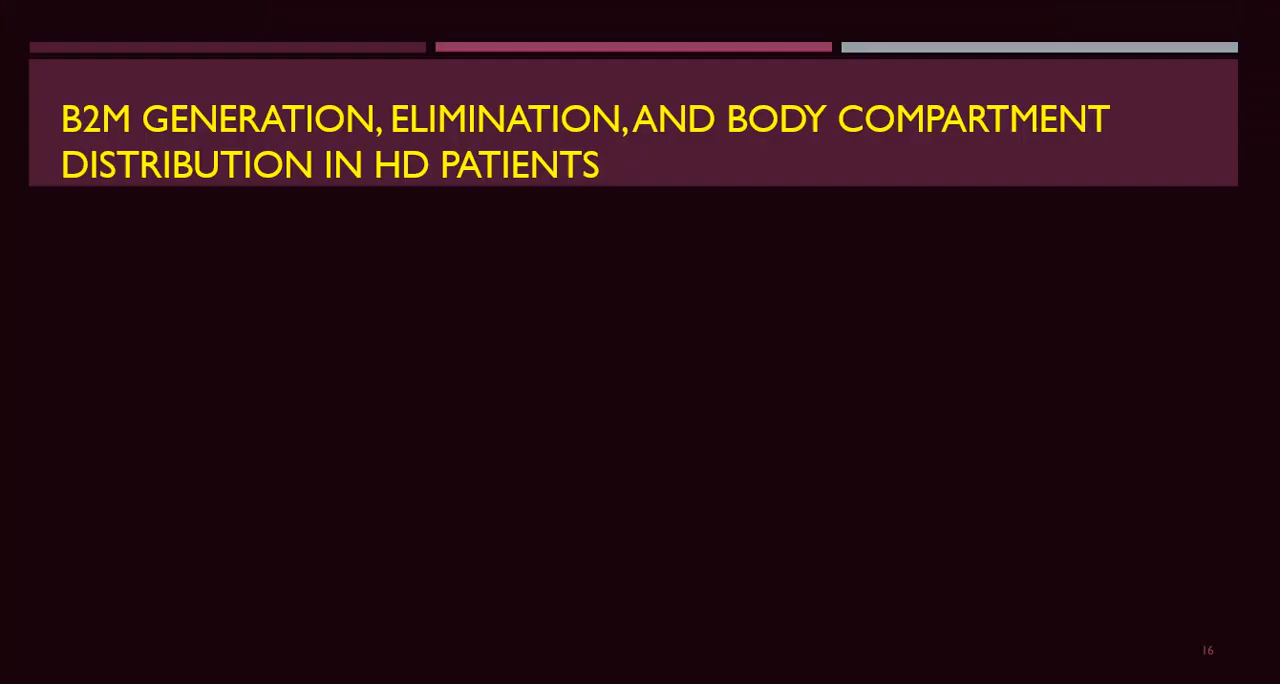 B2M GENERATION, ELIMINATION, AND BODY COMPARTMENT
DISTRIBUTION IN HD PATIENTS
16